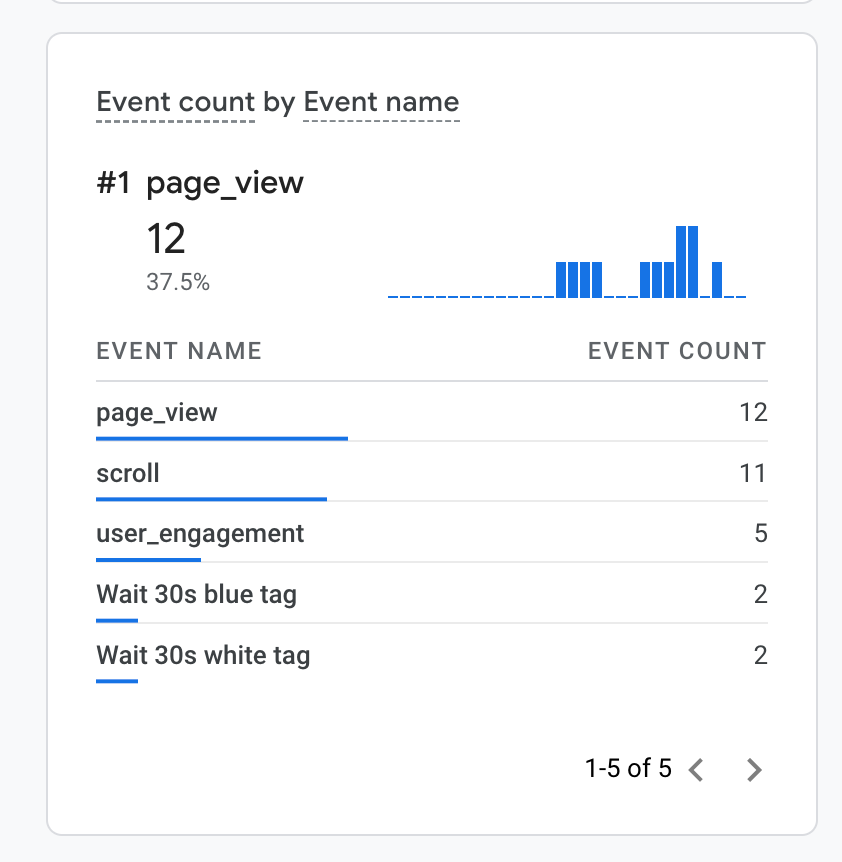 Event count by Event name
#1 page_view
12
37.5%
EVENT NAME EVENT COUNT
page_view 12
scroll 11
user_engagement 5
Wait 30s blue tag 2
Wait 30s white tag 2
1-5 of 5